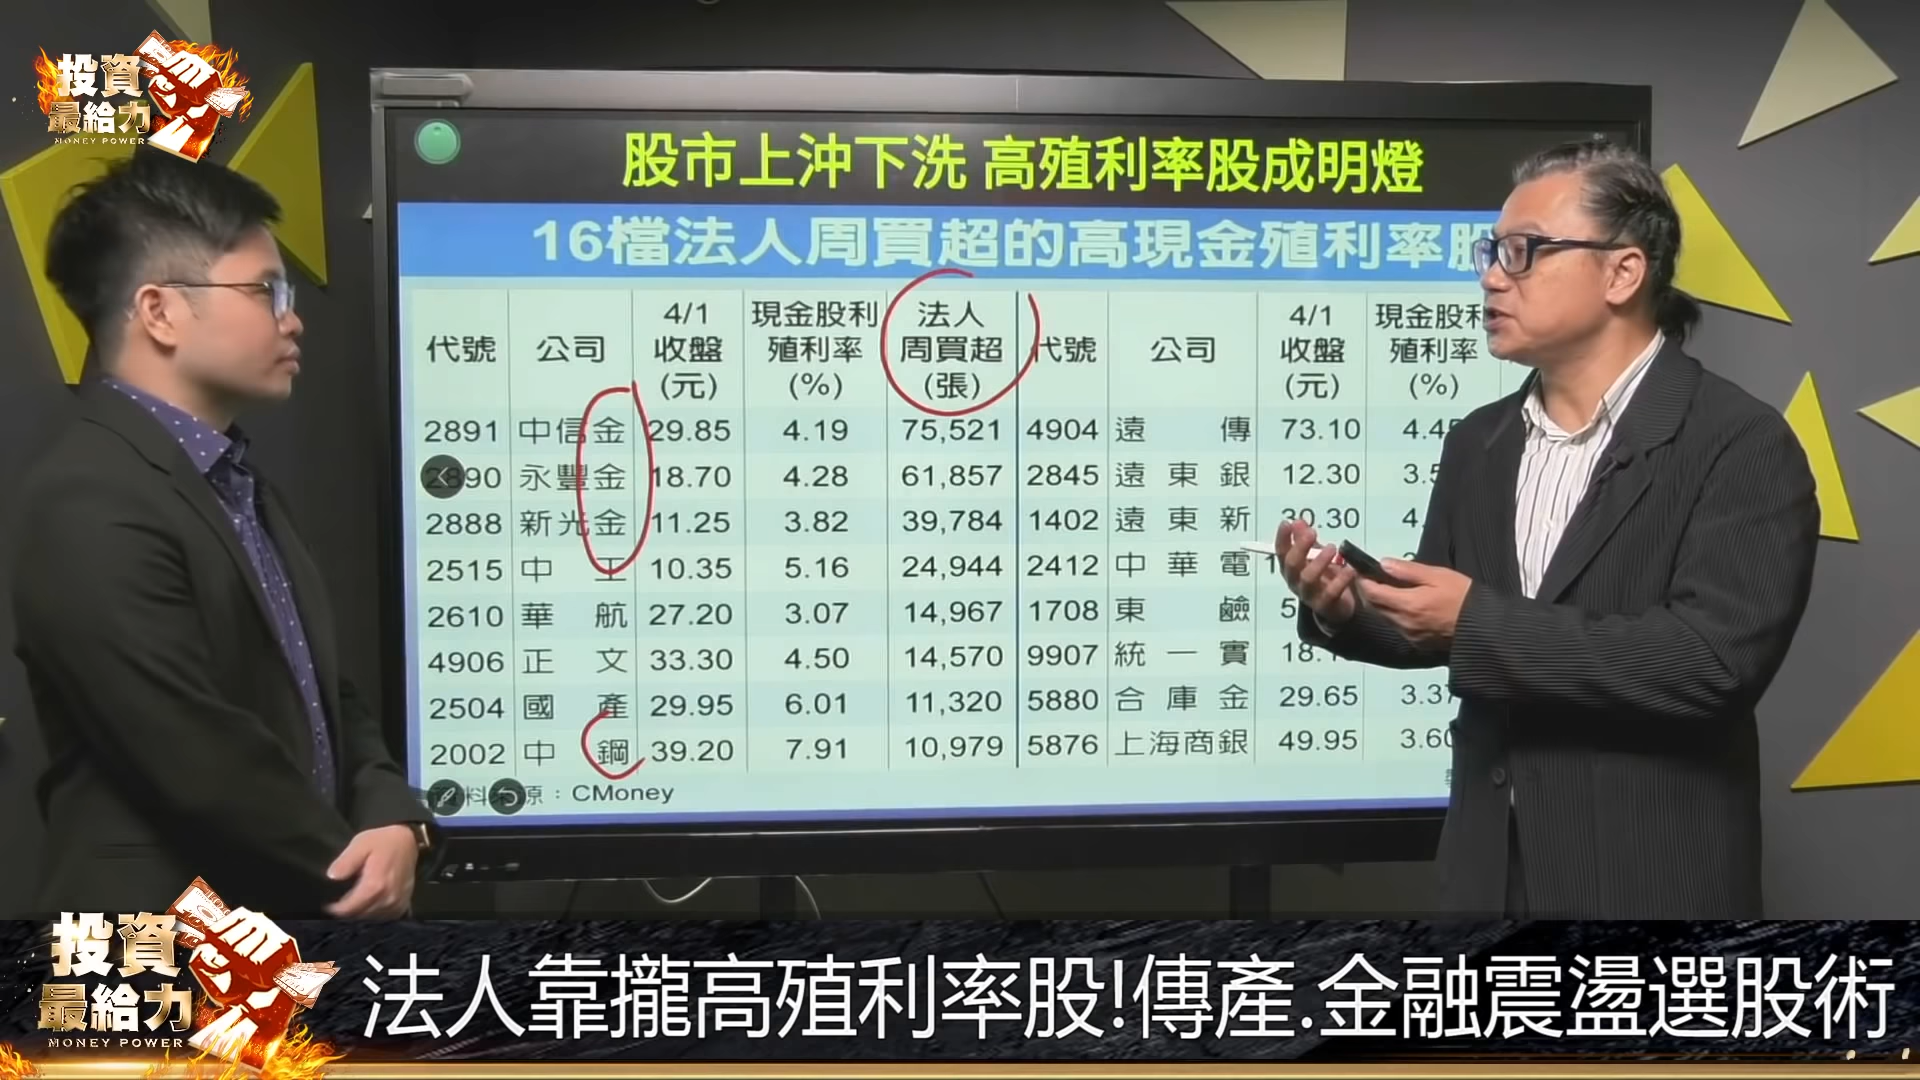 投資
最給力
MONEY POWER
股市上沖下洗 高殖利率股成明燈
16檔法人周買超的高現金殖利率股
代號 公司 4/1收盤(元) 現金股利殖利率(%) 法人周買超(張) 代號 公司 4/1收盤(元) 現金股利殖利率(%)
2891 中信金 29.85 4.19 75,521 4904 遠傳 73.10
2890 永豐金 18.70 4.28 61,857 2845 遠東銀 12.30
2888 新光金 11.25 3.82 39,784 1402 遠東新 30.30
2515 中工 10.35 5.16 24,944 2412 中華電
2610 華航 27.20 3.07 14,967 1708 東鹼
4906 正文 33.30 4.50 14,570 9907 統一實
2504 國產 29.95 6.01 11,320 5880 合庫金 29.65 3.37
2002 中鋼 39.20 7.91 10,979 5876 上海商銀 49.95 3.60
資料來源：CMoney
投資
最給力
MONEY POWER
法人靠攏高殖利率股!傳產.金融震盪選股術